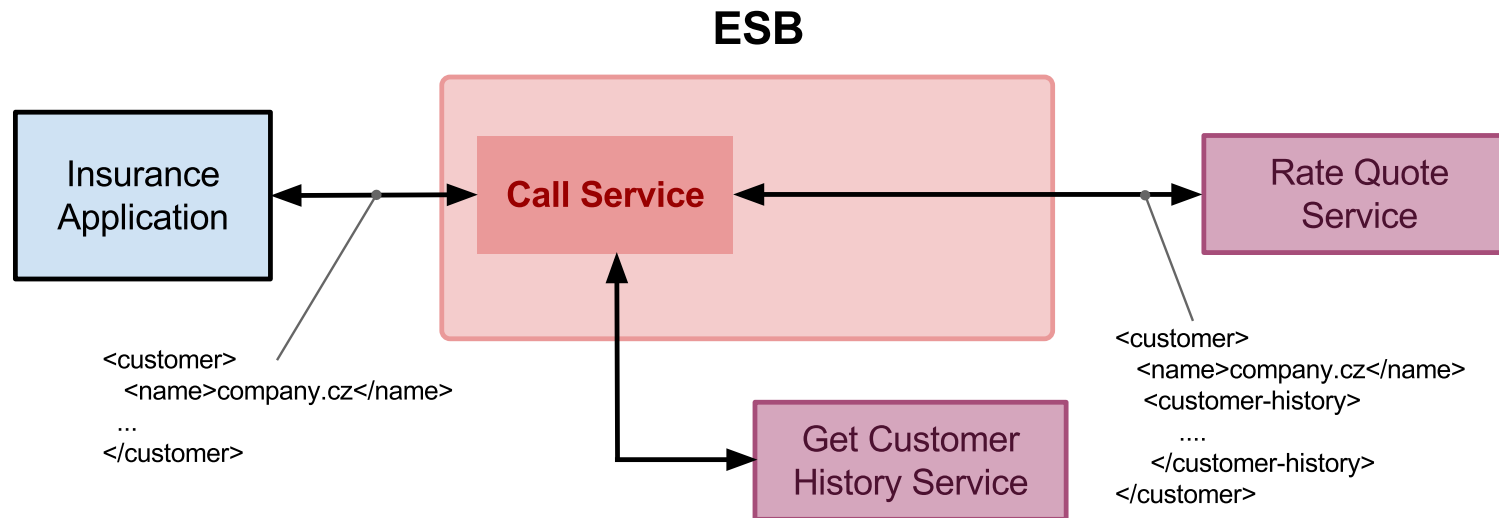 ESB
Insurance
Application
Call Service
Rate Quote
Service
<customer>
<name>company.cz</name>
...
</customer>
Get Customer
History Service
<customer>
<name>company.cz</name>
<customer-history>
....
</customer-history>
</customer>